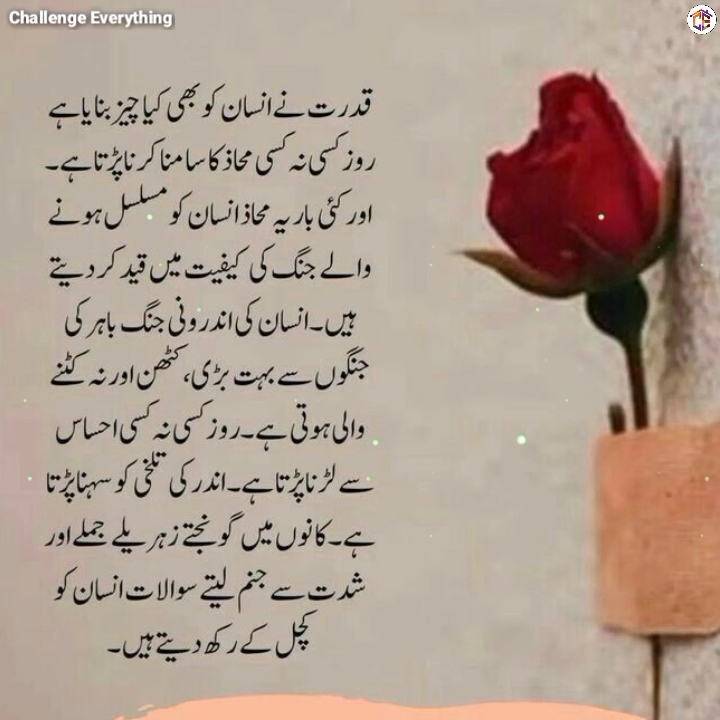 Challenge Everything
قدرت نے انسان کو بھی کیا چیز بنایا ہے
روز کسی نہ کسی محاذ کا سامنا کرنا پڑتا ہے۔
اور کئی بار یہ محاذ انسان کو مسلسل ہونے
والے جنگ کی کیفیت میں قید کر دیتے
ہیں۔ انسان کی اندرونی جنگ باہر کی
جنگوں سے بہت بڑی، کٹھن اور نہ کٹنے
والی ہوتی ہے۔ روز کسی نہ کسی احساس
سے لڑنا پڑتا ہے۔ اندر کی تلخی کو سہنا پڑتا
ہے۔ کانوں میں گونجتے زہریلے جملے اور
شدت سے جنم لیتے سوالات انسان کو
کچل کے رکھ دیتے ہیں۔